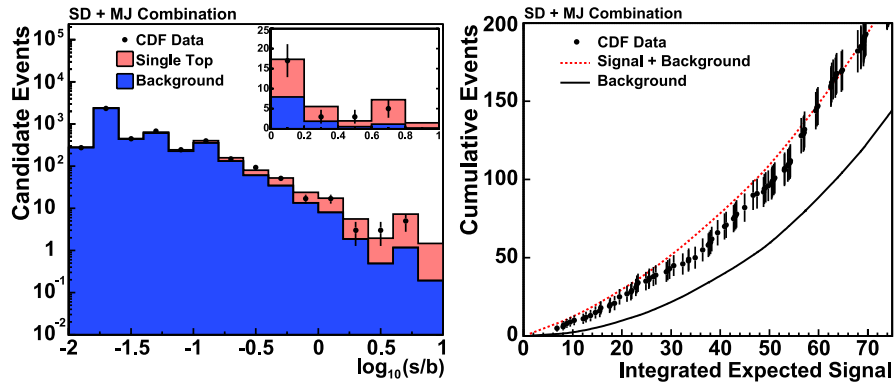 SD + MJ Combination
Candidate Events
10^5
10^4
10^3
10^2
10
1
10^-1
10^-2
CDF Data
Single Top
Background
25
20
15
10
5
0
0 0.2 0.4 0.6 0.8 1
-2 -1.5 -1 -0.5 0 0.5 1
log10(s/b)
SD + MJ Combination
Cumulative Events
200
150
100
50
0
CDF Data
Signal + Background
Background
0 10 20 30 40 50 60 70
Integrated Expected Signal